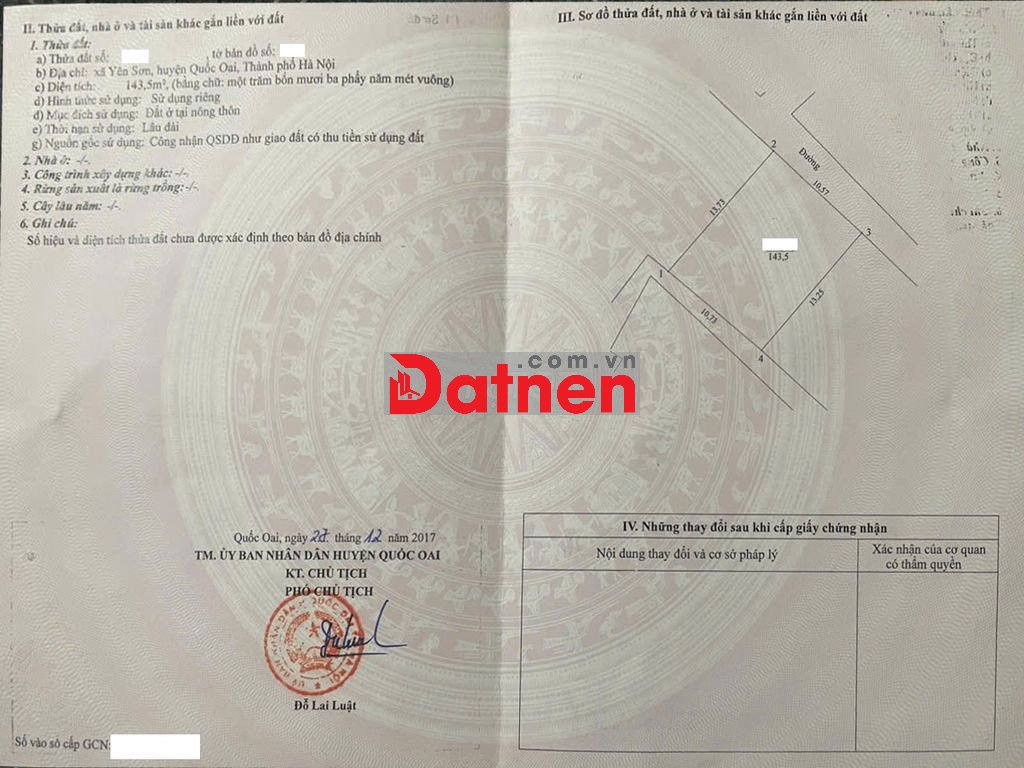 II. Thửa đất, nhà ở và tài sản khác gắn liền với đất
1. Thửa đất:
a) Thửa đất số: , tờ bản đồ số:
b) Địa chỉ: xã Yên Sơn, huyện Quốc Oai, Thành phố Hà Nội
c) Diện tích: 143,5m², (bằng chữ: một trăm bốn mươi ba phẩy năm mét vuông)
d) Hình thức sử dụng: Sử dụng riêng
đ) Mục đích sử dụng: Đất ở tại nông thôn
e) Thời hạn sử dụng: Lâu dài
g) Nguồn gốc sử dụng: Công nhận QSDĐ như giao đất có thu tiền sử dụng đất
2. Nhà ở: -/-.
3. Công trình xây dựng khác: -/-.
4. Rừng sản xuất là rừng trồng: -/-.
5. Cây lâu năm: -/-.
6. Ghi chú:
Số hiệu và diện tích thửa đất chưa được xác định theo bản đồ địa chính
Quốc Oai, ngày tháng 12 năm 2017
TM. ỦY BAN NHÂN DÂN HUYỆN QUỐC OAI
KT. CHỦ TỊCH
PHÓ CHỦ TỊCH
Đỗ Lai Luật
Số vào sổ cấp GCN:
III. Sơ đồ thửa đất, nhà ở và tài sản khác gắn liền với đất
2
Đường
10,57
13,73
3
143,5
1
13,25
10,73
4
.com.vn
Datnen
IV. Những thay đổi sau khi cấp giấy chứng nhận
Nội dung thay đổi và cơ sở pháp lý
Xác nhận của cơ quan
có thẩm quyền